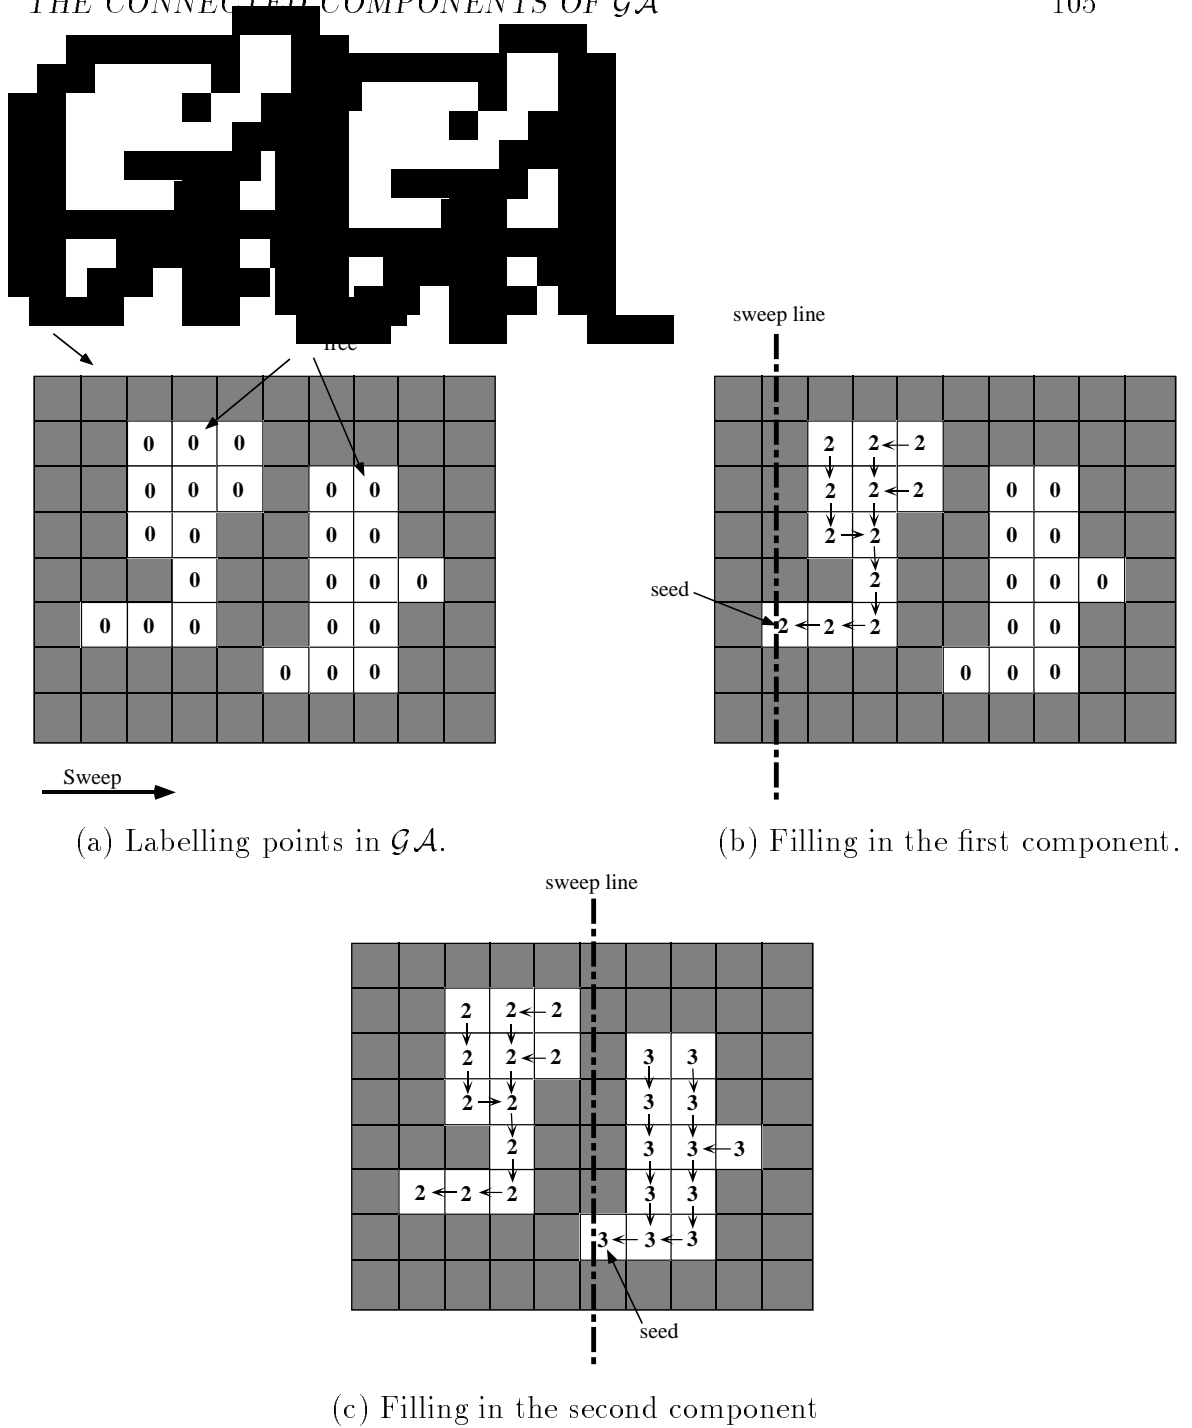 THE CONNECTED COMPONENTS OF GA 105
free
0 0 0
0 0 0 0 0
0 0 0 0
0 0 0 0
0 0 0 0 0
0 0 0
Sweep
(a) Labelling points in GA.
sweep line
2 2 2
2 2 2 0 0
2 2 0 0
seed
2 0 0 0
2 2 2 0 0
0 0 0
(b) Filling in the first component.
sweep line
2 2 2
2 2 2 3 3
2 2 3 3
2 3 3 3
2 2 2 3 3
3 3 3
seed
(c) Filling in the second component